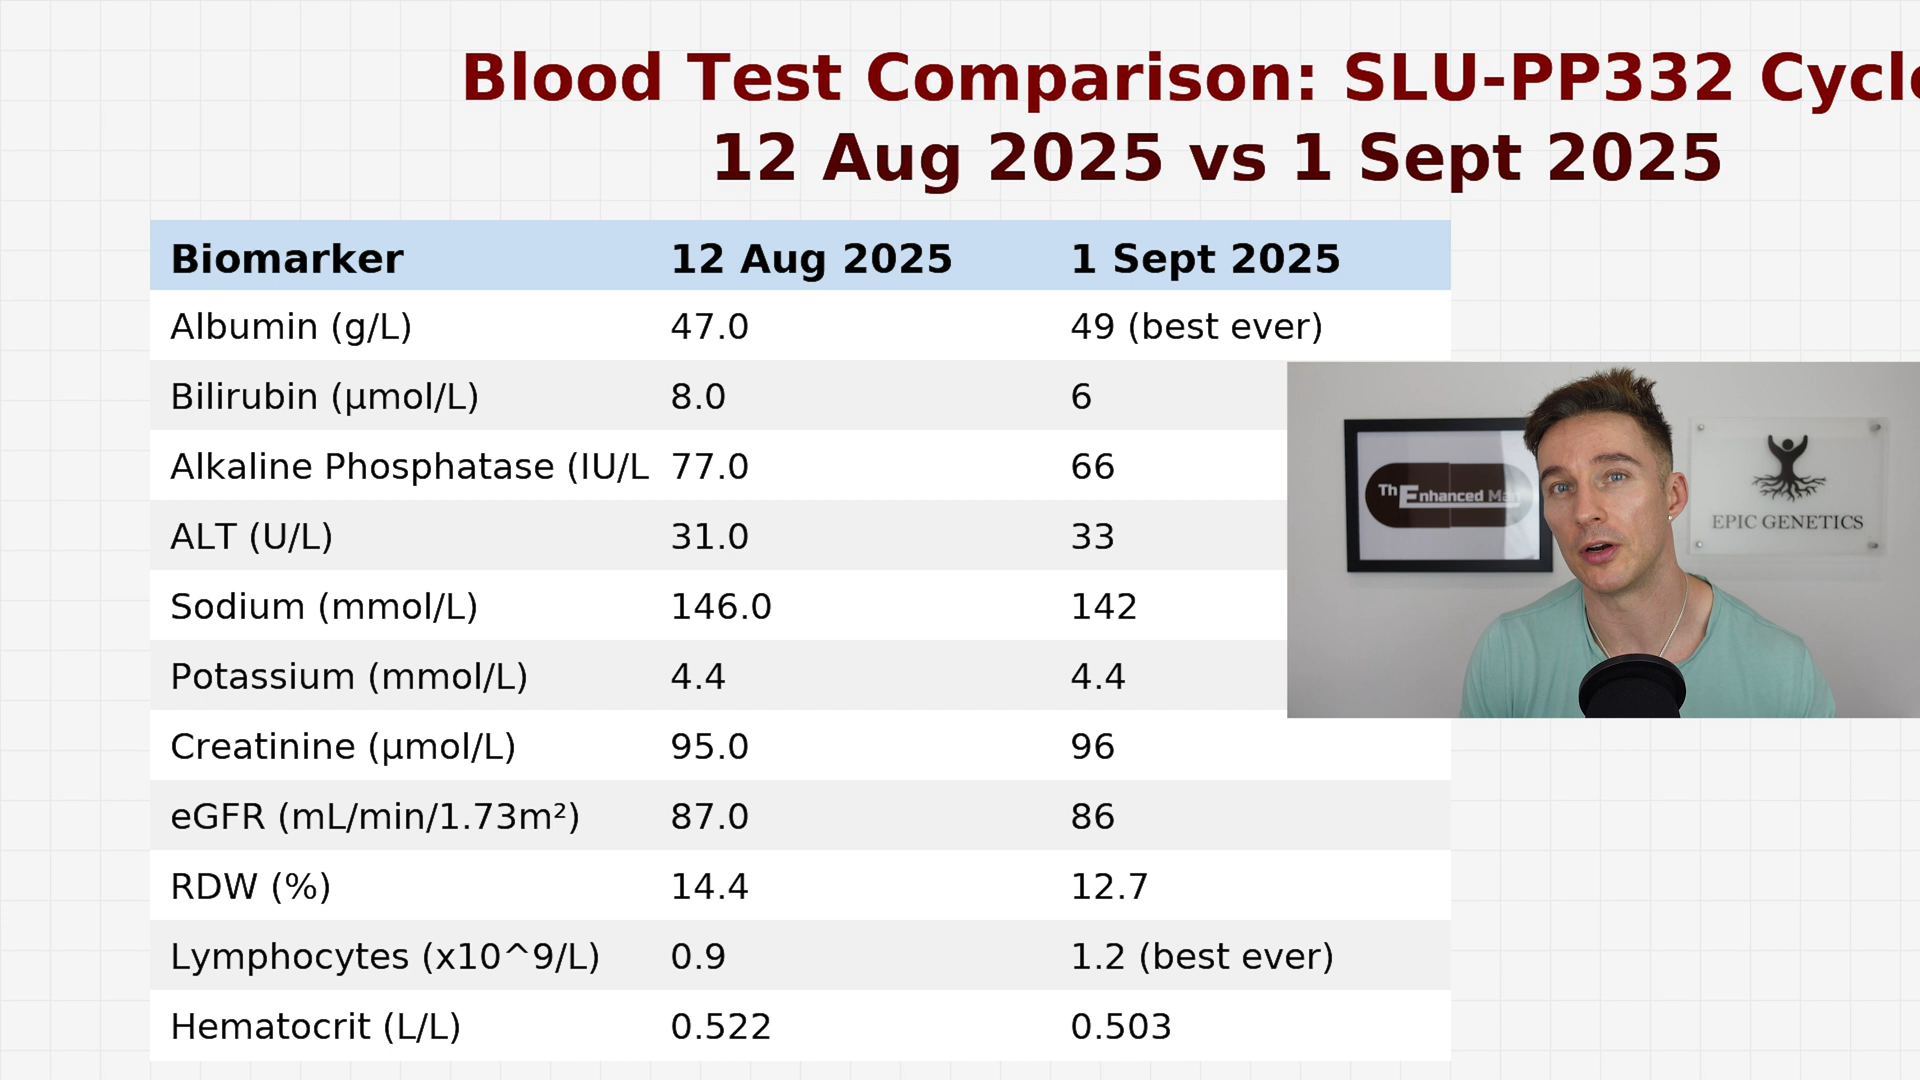 Blood Test Comparison: SLU-PP332 Cycle
12 Aug 2025 vs 1 Sept 2025
Biomarker 12 Aug 2025 1 Sept 2025
Albumin (g/L) 47.0 49 (best ever)
Bilirubin (μmol/L) 8.0 6
Alkaline Phosphatase (IU/L 77.0 66
ALT (U/L) 31.0 33
Sodium (mmol/L) 146.0 142
Potassium (mmol/L) 4.4 4.4
Creatinine (μmol/L) 95.0 96
eGFR (mL/min/1.73m²) 87.0 86
RDW (%) 14.4 12.7
Lymphocytes (x10^9/L) 0.9 1.2 (best ever)
Hematocrit (L/L) 0.522 0.503
Th Enhanced Man
EPIC GENETICS